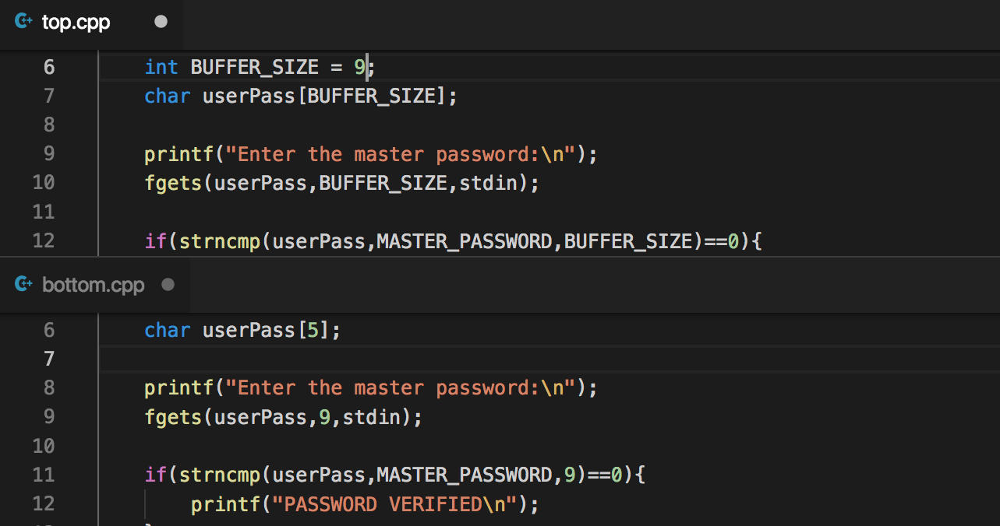 top.cpp
6 int BUFFER_SIZE = 9;
7 char userPass[BUFFER_SIZE];
8
9 printf("Enter the master password:\n");
10 fgets(userPass,BUFFER_SIZE,stdin);
11
12 if(strncmp(userPass,MASTER_PASSWORD,BUFFER_SIZE)==0){
bottom.cpp
6 char userPass[5];
7
8 printf("Enter the master password:\n");
9 fgets(userPass,9,stdin);
10
11 if(strncmp(userPass,MASTER_PASSWORD,9)==0){
12 printf("PASSWORD VERIFIED\n");